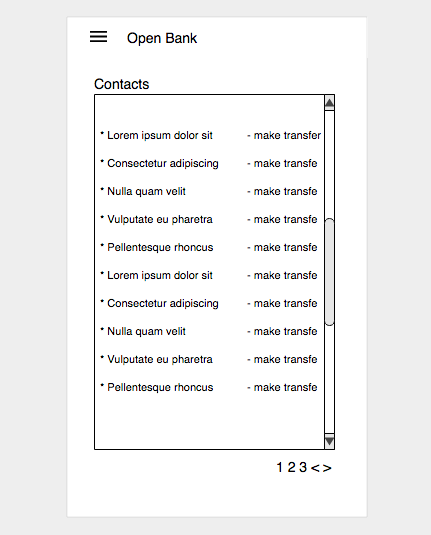 Open Bank
Contacts
* Lorem ipsum dolor sit - make transfer
* Consectetur adipiscing - make transfe
* Nulla quam velit - make transfe
* Vulputate eu pharetra - make transfe
* Pellentesque rhoncus - make transfe
* Lorem ipsum dolor sit - make transfe
* Consectetur adipiscing - make transfe
* Nulla quam velit - make transfe
* Vulputate eu pharetra - make transfe
* Pellentesque rhoncus - make transfe
1 2 3 < >